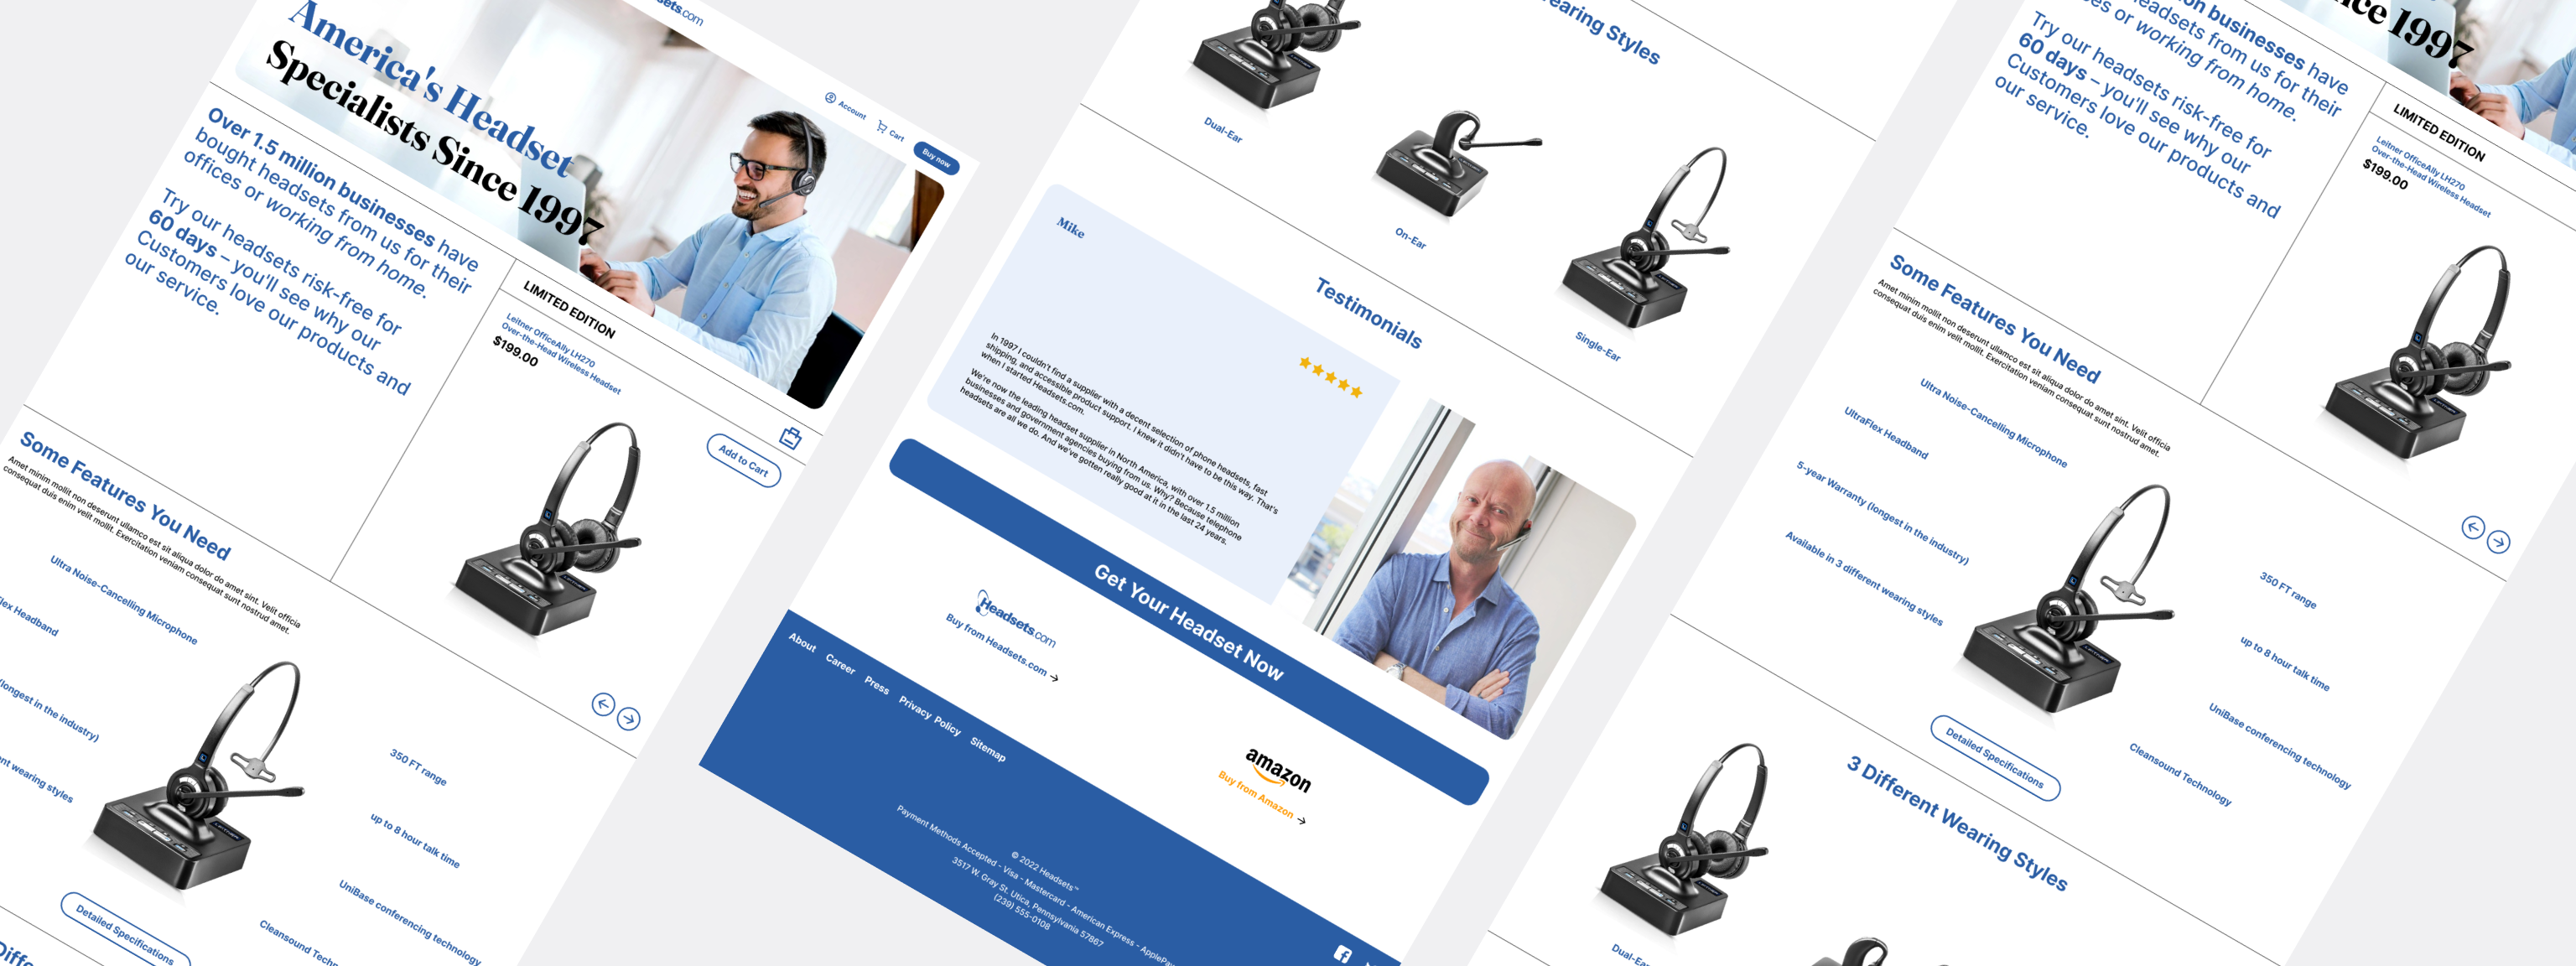 sets.com
Account
Cart
Buy now
America's Headset
Specialists Since 1997
Over 1.5 million businesses have
bought headsets from us for their
offices or working from home.
Try our headsets risk-free for
60 days – you'll see why our
Customers love our products and
our service.
LIMITED EDITION
Leitner OfficeAlly LH270
Over-the-Head Wireless Headset
$199.00
Add to Cart
Some Features You Need
Amet minim mollit non deserunt ullamco est sit aliqua dolor do amet sint. Velit officia
consequat duis enim velit mollit. Exercitation veniam consequat sunt nostrud amet.
Ultra Noise-Cancelling Microphone
lex Headband
longest in the industry)
nt wearing styles
350 FT range
up to 8 hour talk time
UniBase conferencing technology
Cleansound Techn
Detailed Specifications
Diffe
earing Styles
Dual-Ear
On-Ear
Single-Ear
Testimonials
Mike
In 1997 I couldn't find a supplier with a decent selection of phone headsets, fast
shipping, and accessible product support. I knew it didn't have to be this way. That's
when I started Headsets.com.
We're now the leading headset supplier in North America, with over 1.5 million
businesses and government agencies buying from us. Why? Because telephone
headsets are all we do. And we've gotten really good at it in the last 24 years.
Get Your Headset Now
Headsets.com
Buy from Headsets.com
amazon
Buy from Amazon
About
Career
Press
Privacy Policy
Sitemap
© 2022 Headsets™
Payment Methods Accepted - Visa - Mastercard - American Express - ApplePay
3517 W. Gray St. Utica, Pennsylvania 57867
(239) 555-0108
nce 1997
on businesses have
eadsets from us for their
es or working from home.
Try our headsets risk-free for
60 days – you'll see why our
Customers love our products and
our service.
LIMITED EDITION
Leitner OfficeAlly LH270
Over-the-Head Wireless Headset
$199.00
Some Features You Need
Amet minim mollit non deserunt ullamco est sit aliqua dolor do amet sint. Velit officia
consequat duis enim velit mollit. Exercitation veniam consequat sunt nostrud amet.
Ultra Noise-Cancelling Microphone
UltraFlex Headband
5-year Warranty (longest in the industry)
Available in 3 different wearing styles
350 FT range
up to 8 hour talk time
UniBase conferencing technology
Cleansound Technology
Detailed Specifications
3 Different Wearing Styles
Dual-Ea